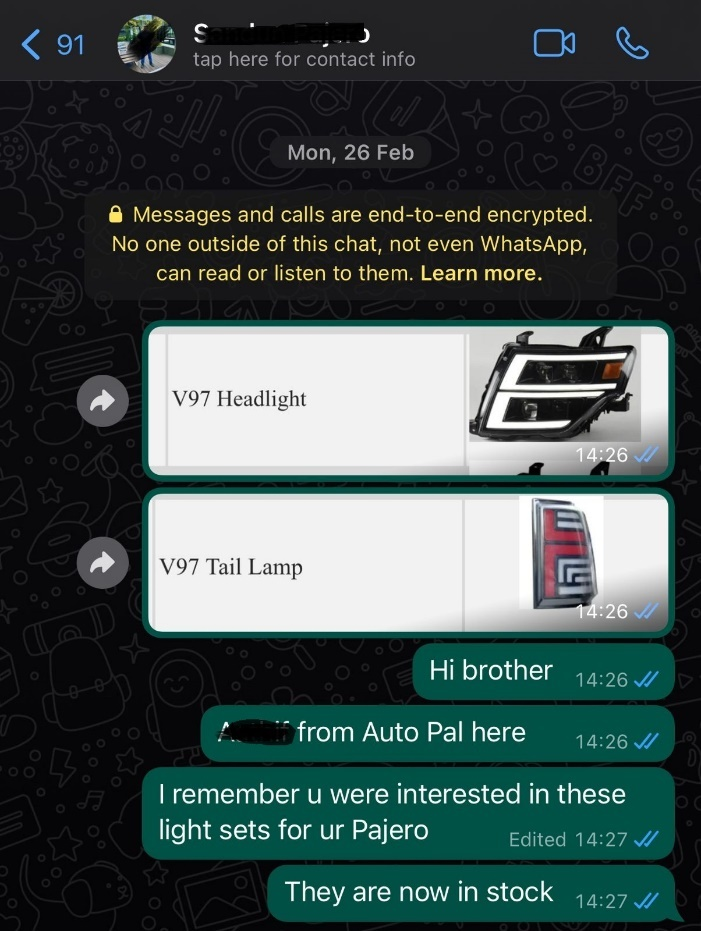 91
tap here for contact info
Mon, 26 Feb
Messages and calls are end-to-end encrypted.
No one outside of this chat, not even WhatsApp,
can read or listen to them. Learn more.
V97 Headlight
14:26
V97 Tail Lamp
14:26
Hi brother 14:26
from Auto Pal here 14:26
I remember u were interested in these
light sets for ur Pajero Edited 14:27
They are now in stock 14:27